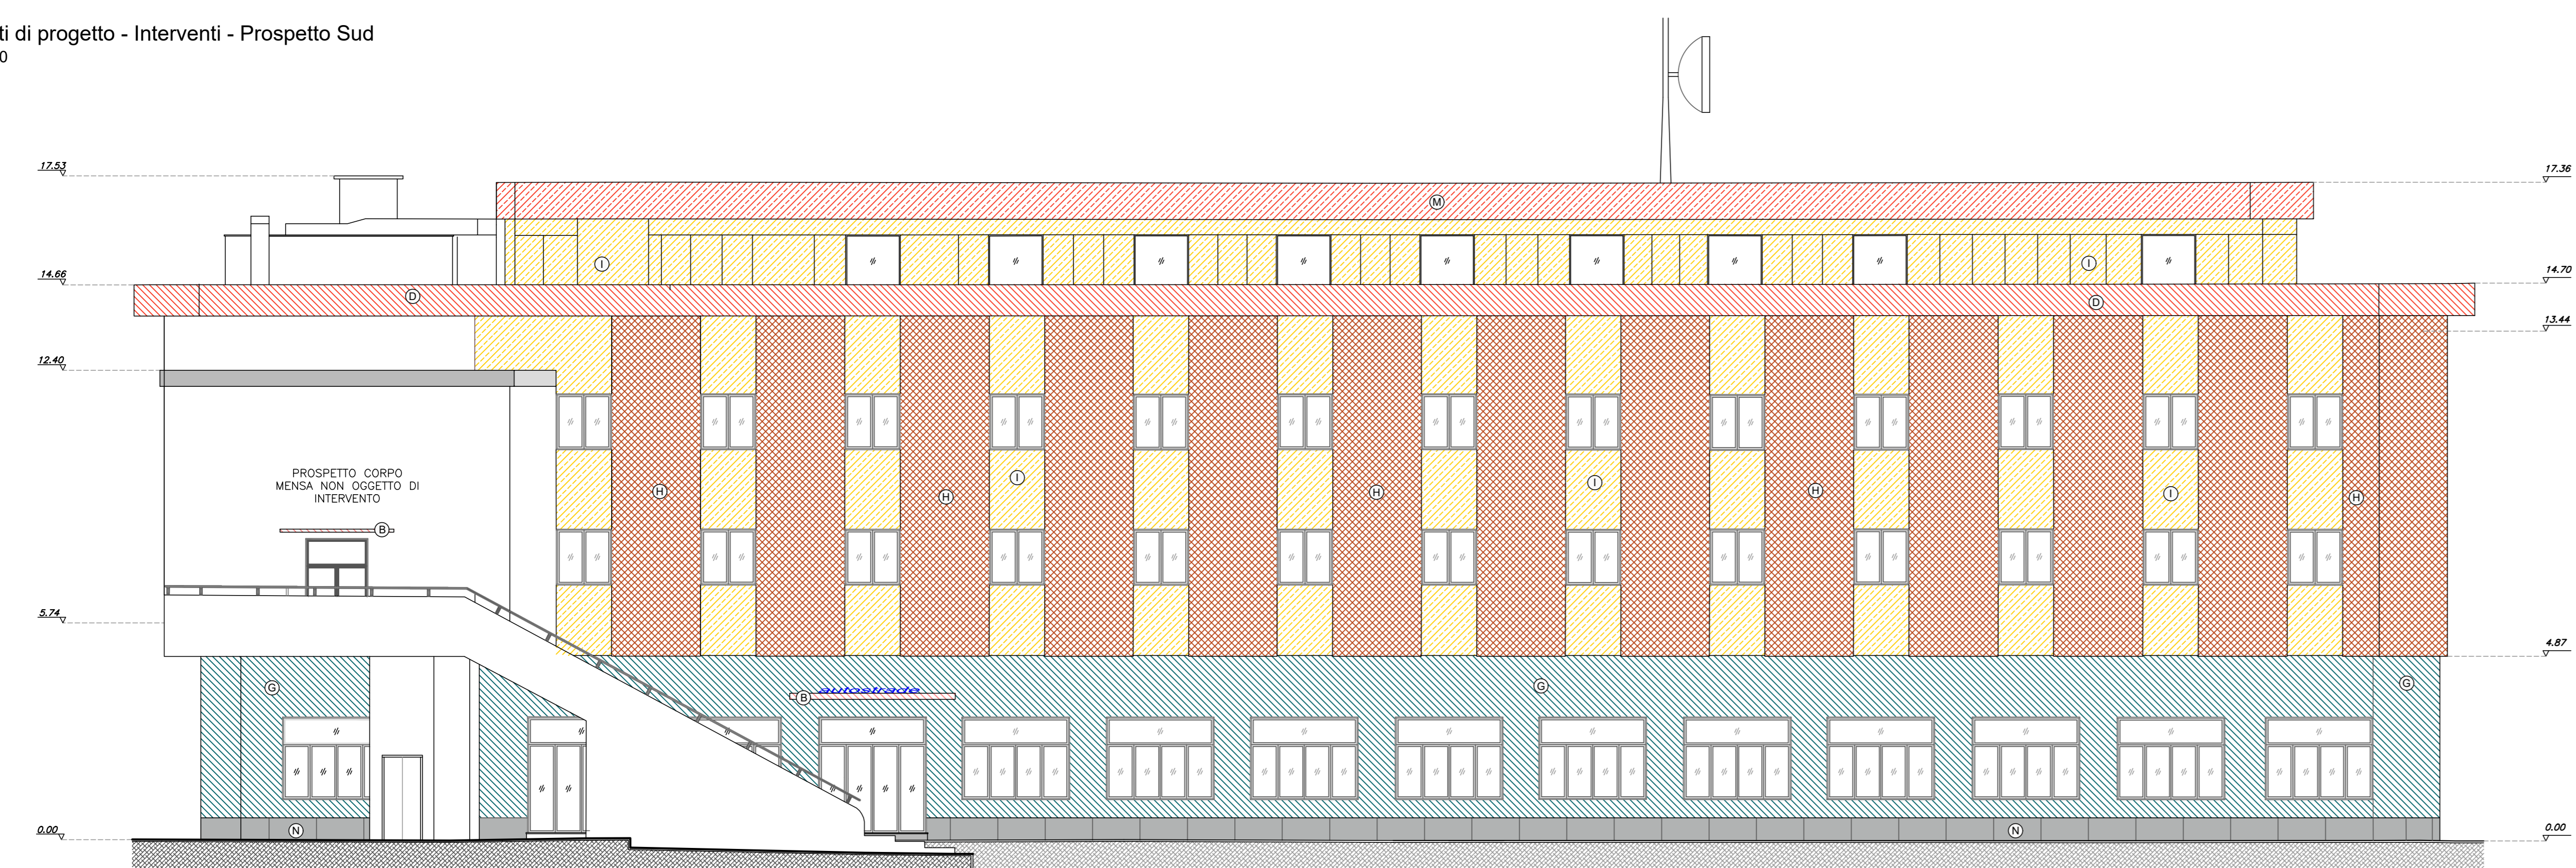 ti di progetto - Interventi - Prospetto Sud
0
17.53
17.36
M
I
I
14.66
14.70
D
D
13.44
12.40
PROSPETTO CORPO
MENSA NON OGGETTO DI
INTERVENTO
B
H
H
I
H
I
H
I
H
5.74
4.87
G
autostrade
B
G
G
N
N
0.00
0.00